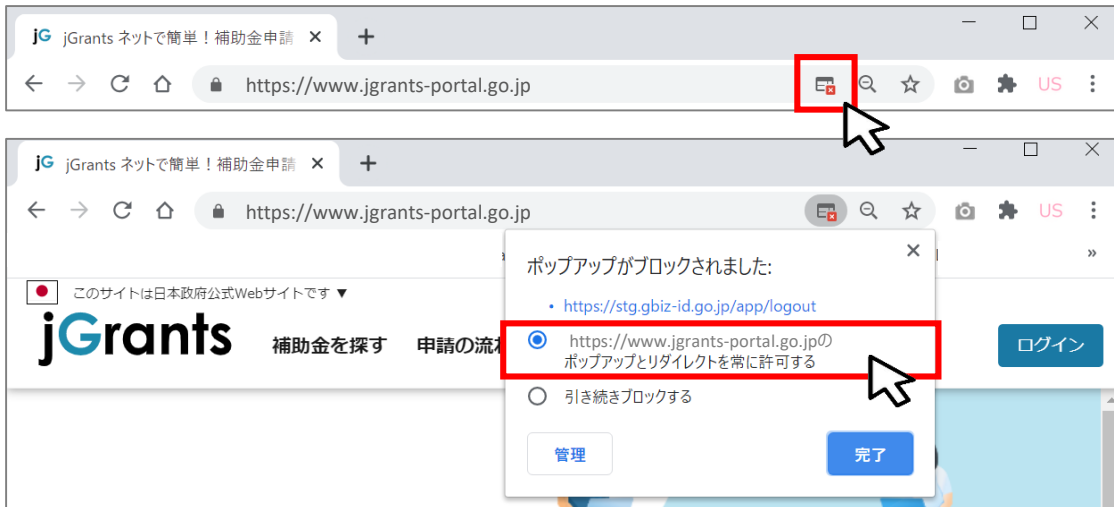 jG jGrants ネットで簡単！補助金申請
https://www.jgrants-portal.go.jp
US
jG jGrants ネットで簡単！補助金申請
https://www.jgrants-portal.go.jp
US
»
ポップアップがブロックされました:
• https://stg.gbiz-id.go.jp/app/logout
https://www.jgrants-portal.go.jpの
ポップアップとリダイレクトを常に許可する
引き続きブロックする
管理
完了
このサイトは日本政府公式Webサイトです ▼
jGrants
補助金を探す
申請の流
ログイン